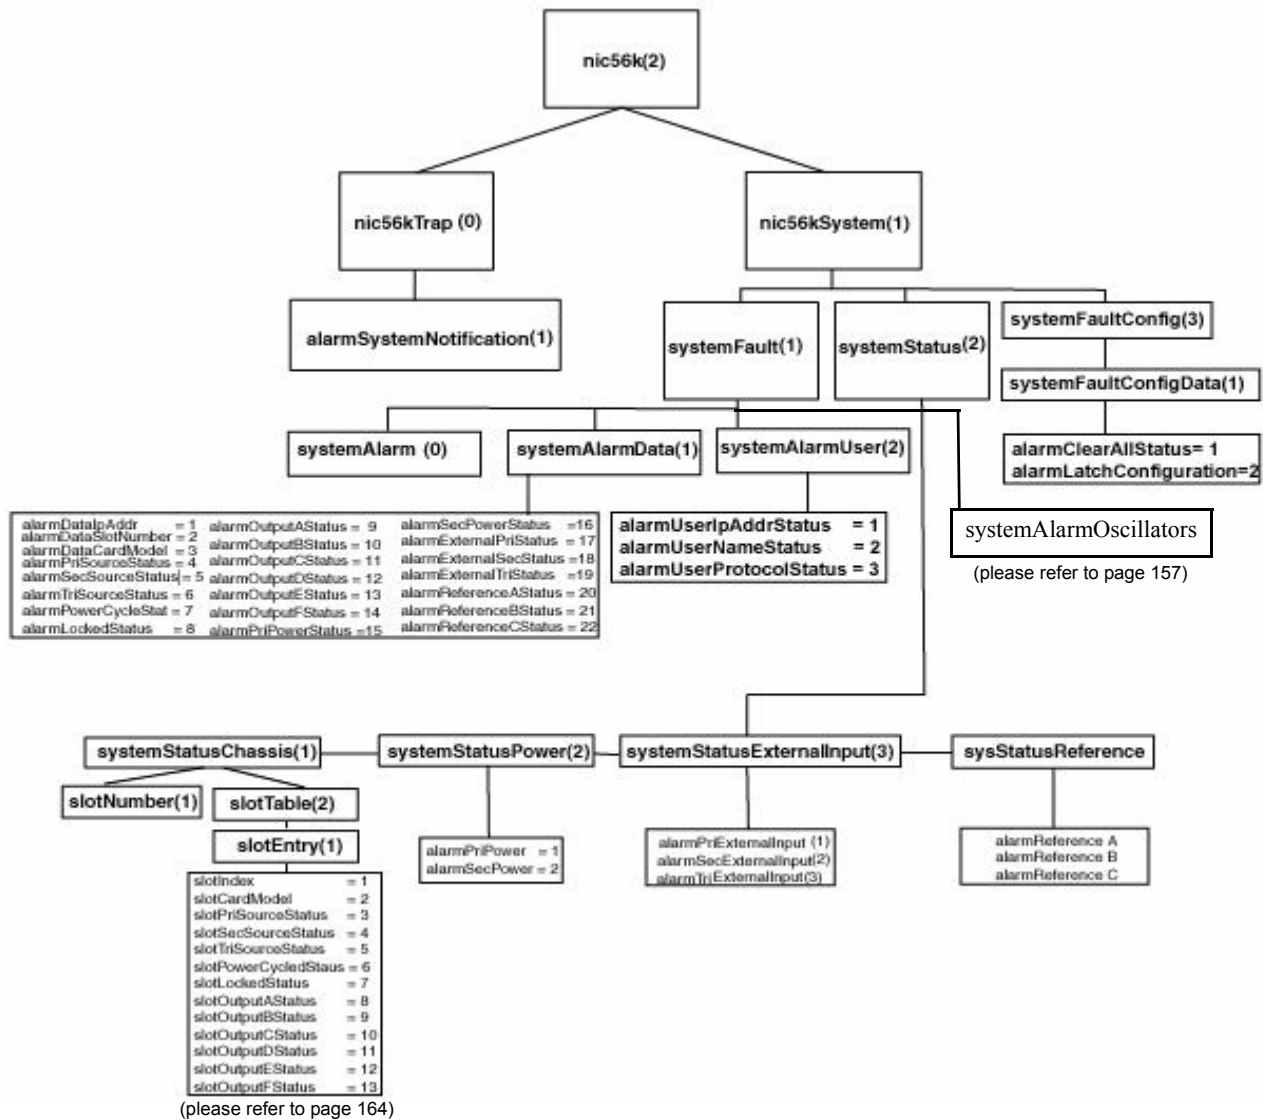 nic56k(2)
nic56kTrap (0)
nic56kSystem(1)
alarmSystemNotification(1)
systemFault(1)
systemStatus(2)
systemFaultConfig(3)
systemFaultConfigData(1)
alarmClearAllStatus= 1
alarmLatchConfiguration=2
systemAlarm (0)
systemAlarmData(1)
systemAlarmUser(2)
alarmDataIpAddr = 1
alarmDataSlotNumber = 2
alarmDataCardModel = 3
alarmPriSourceStatus = 4
alarmSecSourceStatus = 5
alarmTriSourceStatus = 6
alarmPowerCycleStat = 7
alarmLockedStatus = 8
alarmOutputAStatus = 9
alarmOutputBStatus = 10
alarmOutputCStatus = 11
alarmOutputDStatus = 12
alarmOutputEStatus = 13
alarmOutputFStatus = 14
alarmPriPowerStatus =15
alarmSecPowerStatus =16
alarmExternalPriStatus = 17
alarmExternalSecStatus =18
alarmExternalTriStatus =19
alarmReferenceAStatus = 20
alarmReferenceBStatus = 21
alarmReferenceCStatus = 22
alarmUserIpAddrStatus = 1
alarmUserNameStatus = 2
alarmUserProtocolStatus = 3
systemAlarmOscillators
(please refer to page 157)
systemStatusChassis(1)
systemStatusPower(2)
systemStatusExternalInput(3)
sysStatusReference
slotNumber(1)
slotTable(2)
slotEntry(1)
slotIndex = 1
slotCardModel = 2
slotPriSourceStatus = 3
slotSecSourceStatus = 4
slotTriSourceStatus = 5
slotPowerCycledStaus = 6
slotLockedStatus = 7
slotOutputAStatus = 8
slotOutputBStatus = 9
slotOutputCStatus = 10
slotOutputDStatus = 11
slotOutputEStatus = 12
slotOutputFStatus = 13
(please refer to page 164)
alarmPriPower = 1
alarmSecPower = 2
alarmPriExternalInput (1)
alarmSecExternalInput(2)
alarmTriExternalInput(3)
alarmReference A
alarmReference B
alarmReference C